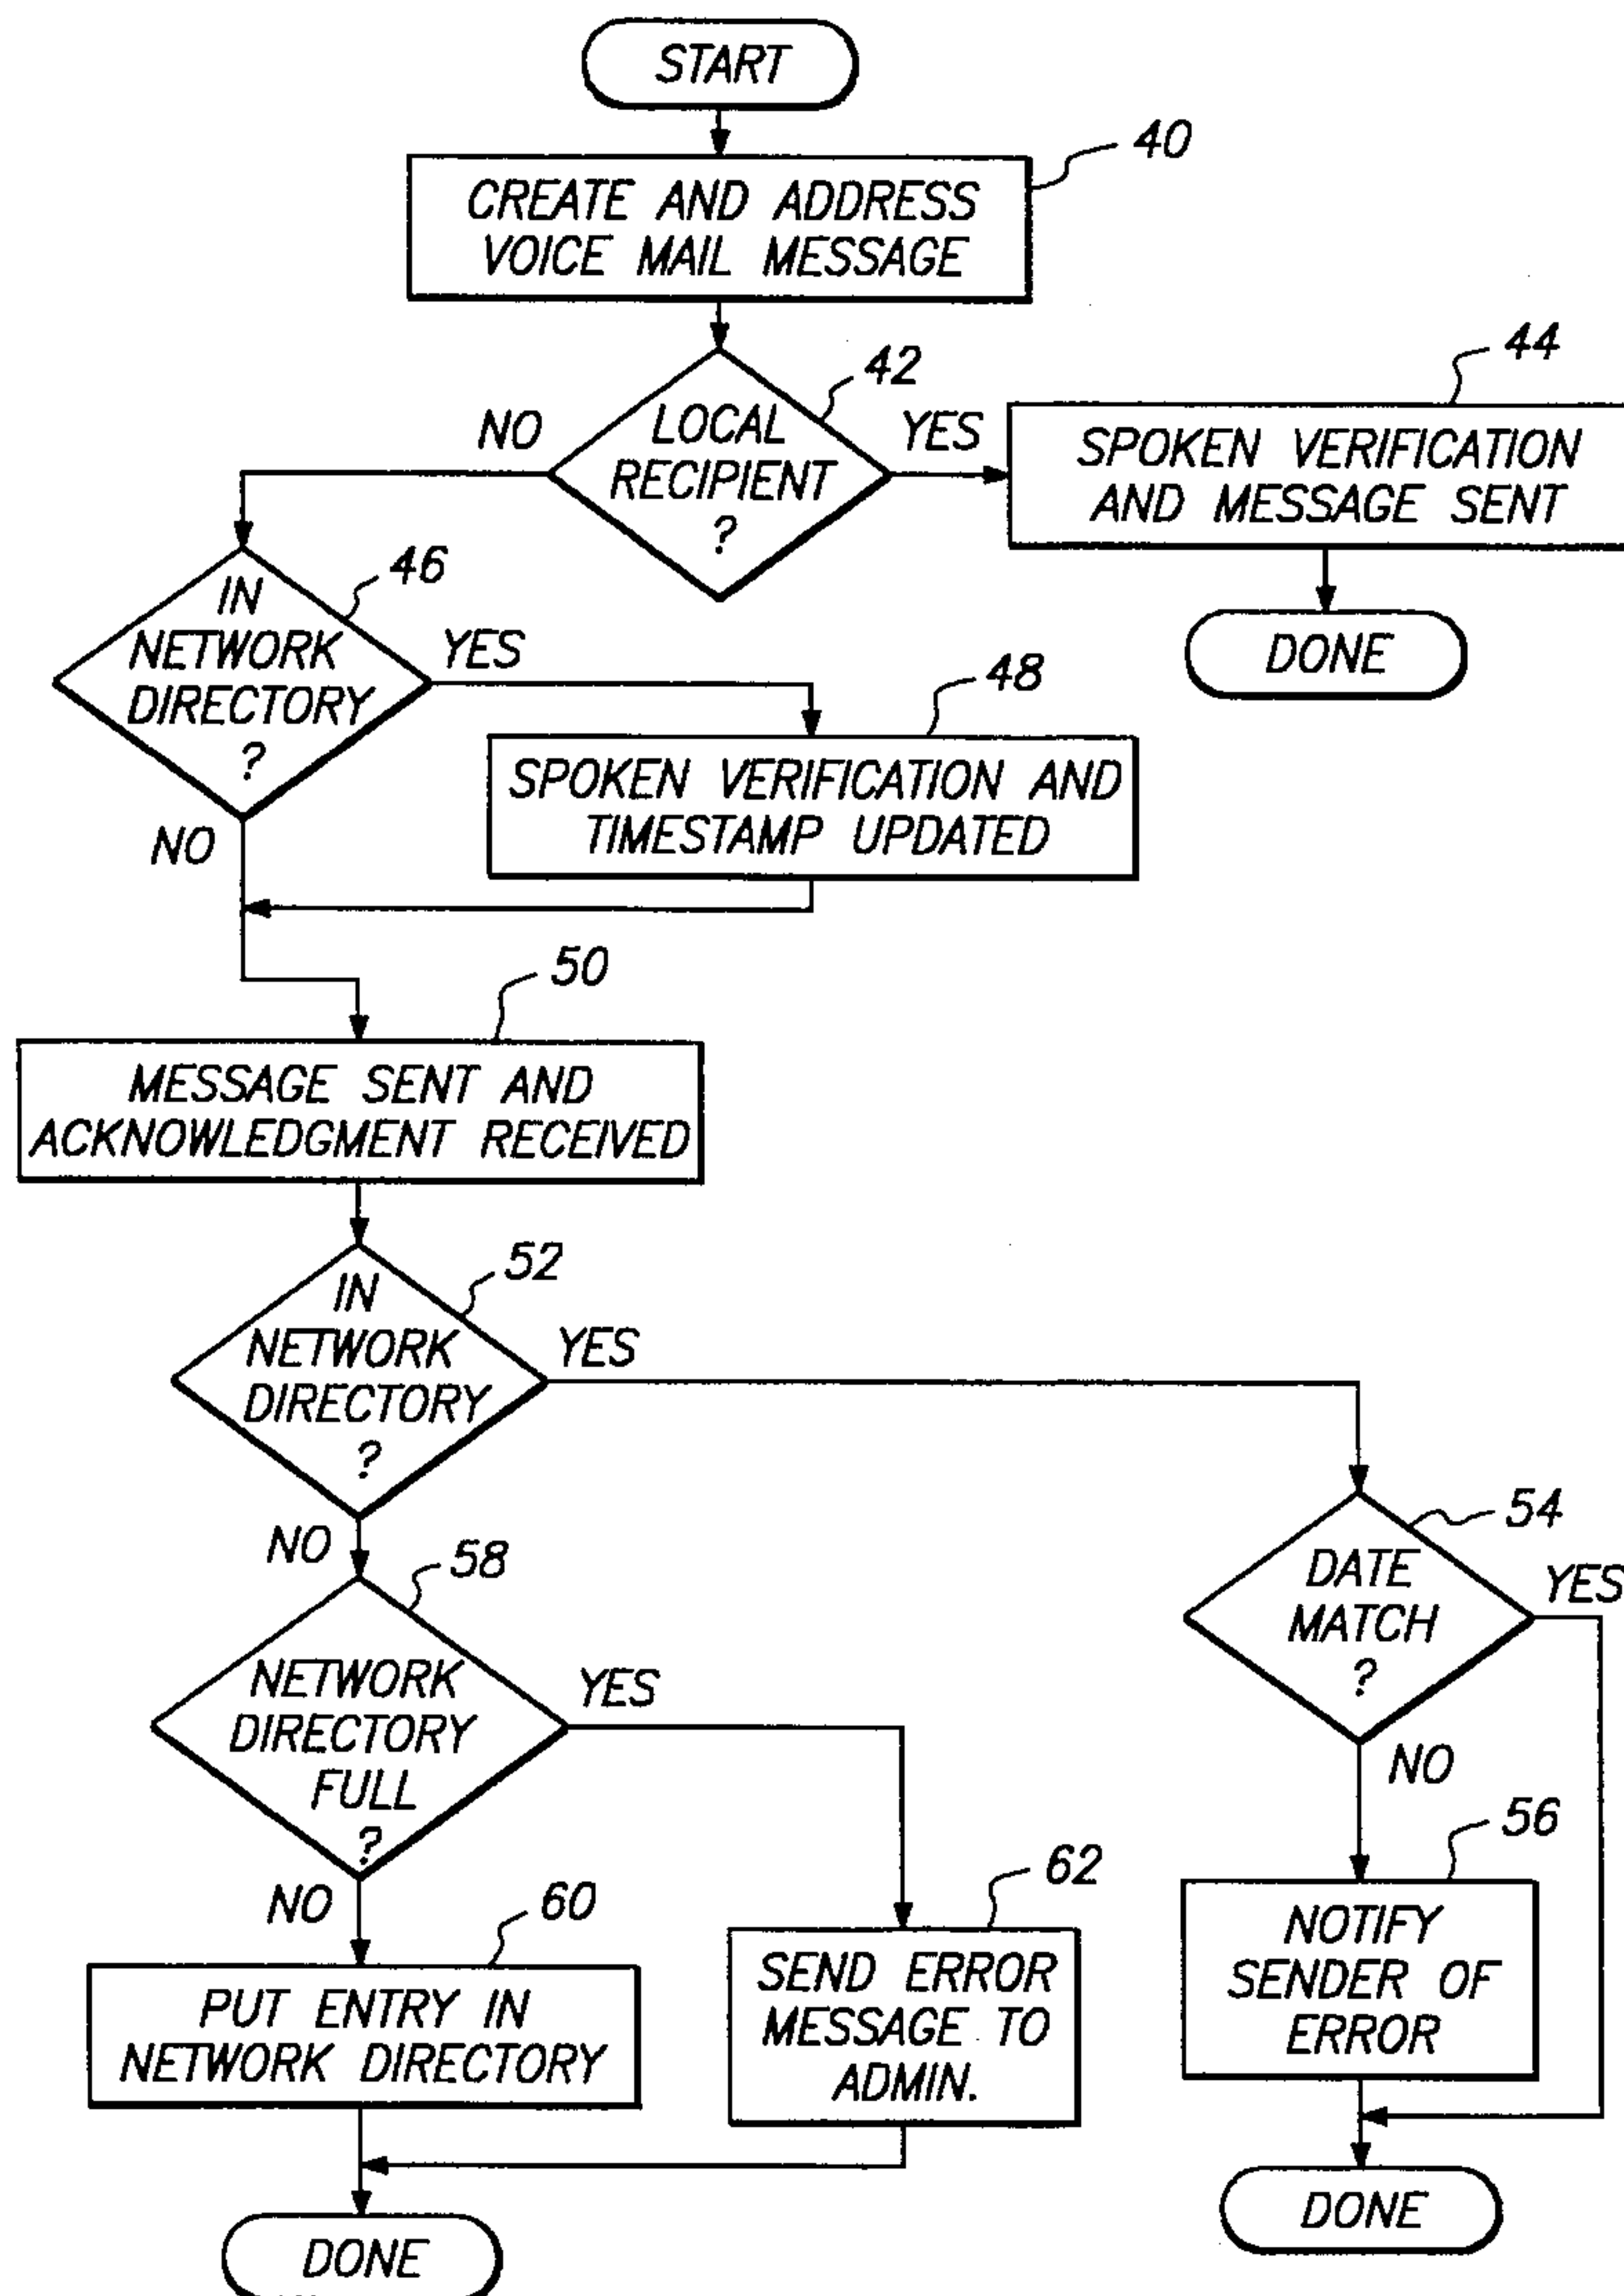 START
40
CREATE AND ADDRESS
VOICE MAIL MESSAGE
42
44
NO
LOCAL
RECIPIENT
?
YES
SPOKEN VERIFICATION
AND MESSAGE SENT
DONE
46
IN
NETWORK
DIRECTORY
?
YES
48
SPOKEN VERIFICATION AND
TIMESTAMP UPDATED
NO
50
MESSAGE SENT AND
ACKNOWLEDGMENT RECEIVED
52
IN
NETWORK
DIRECTORY
?
YES
54
DATE
MATCH
?
YES
NO
58
NETWORK
DIRECTORY
FULL
?
YES
NO
56
NOTIFY
SENDER OF
ERROR
NO
60
PUT ENTRY IN
NETWORK DIRECTORY
62
SEND ERROR
MESSAGE TO
ADMIN.
DONE
DONE